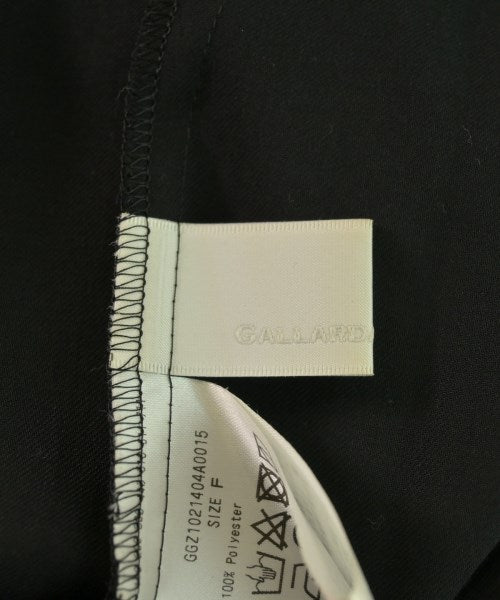 GALLARD
GGZ1021404A0015
SIZE F
100% Polyester